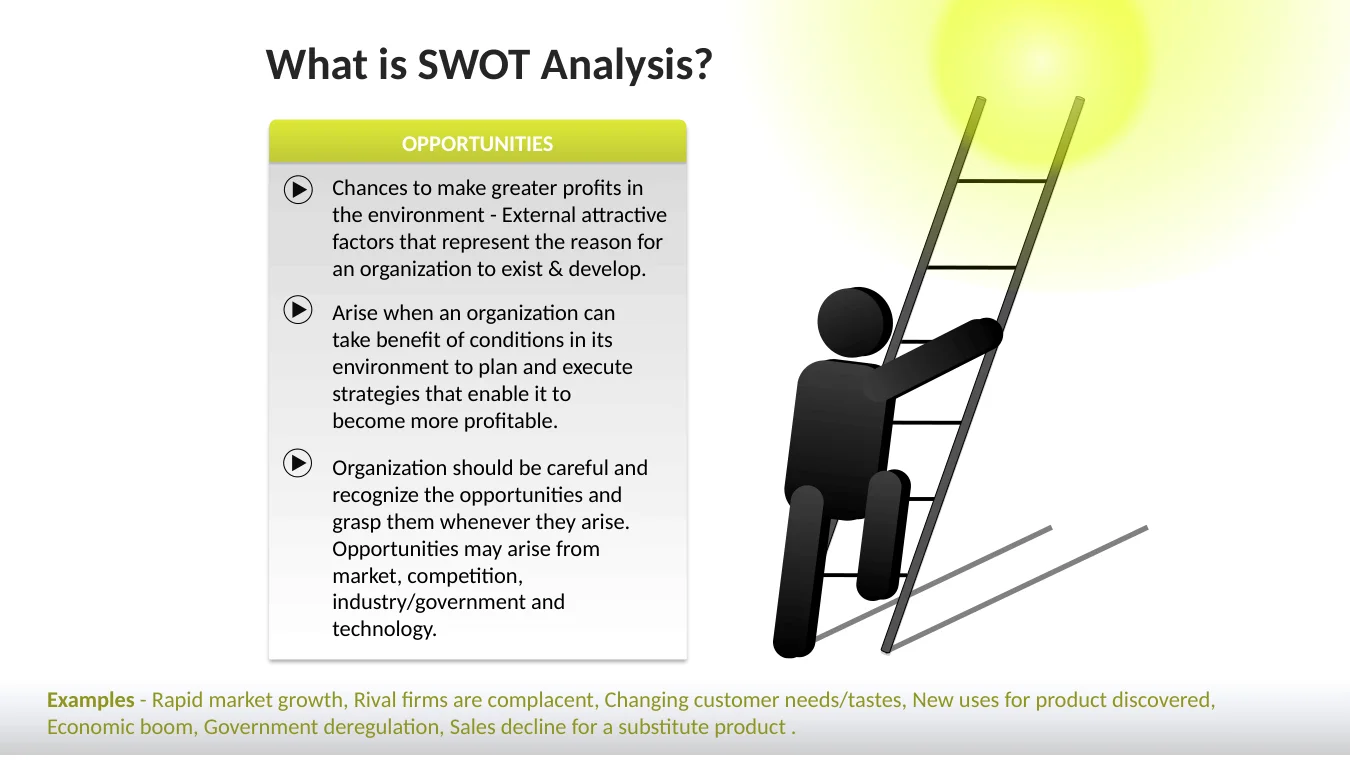 What is SWOT Analysis?
OPPORTUNITIES
Chances to make greater profits in
the environment - External attractive
factors that represent the reason for
an organization to exist & develop.
Arise when an organization can
take benefit of conditions in its
environment to plan and execute
strategies that enable it to
become more profitable.
Organization should be careful and
recognize the opportunities and
grasp them whenever they arise.
Opportunities may arise from
market, competition,
industry/government and
technology.
Examples - Rapid market growth, Rival firms are complacent, Changing customer needs/tastes, New uses for product discovered,
Economic boom, Government deregulation, Sales decline for a substitute product .